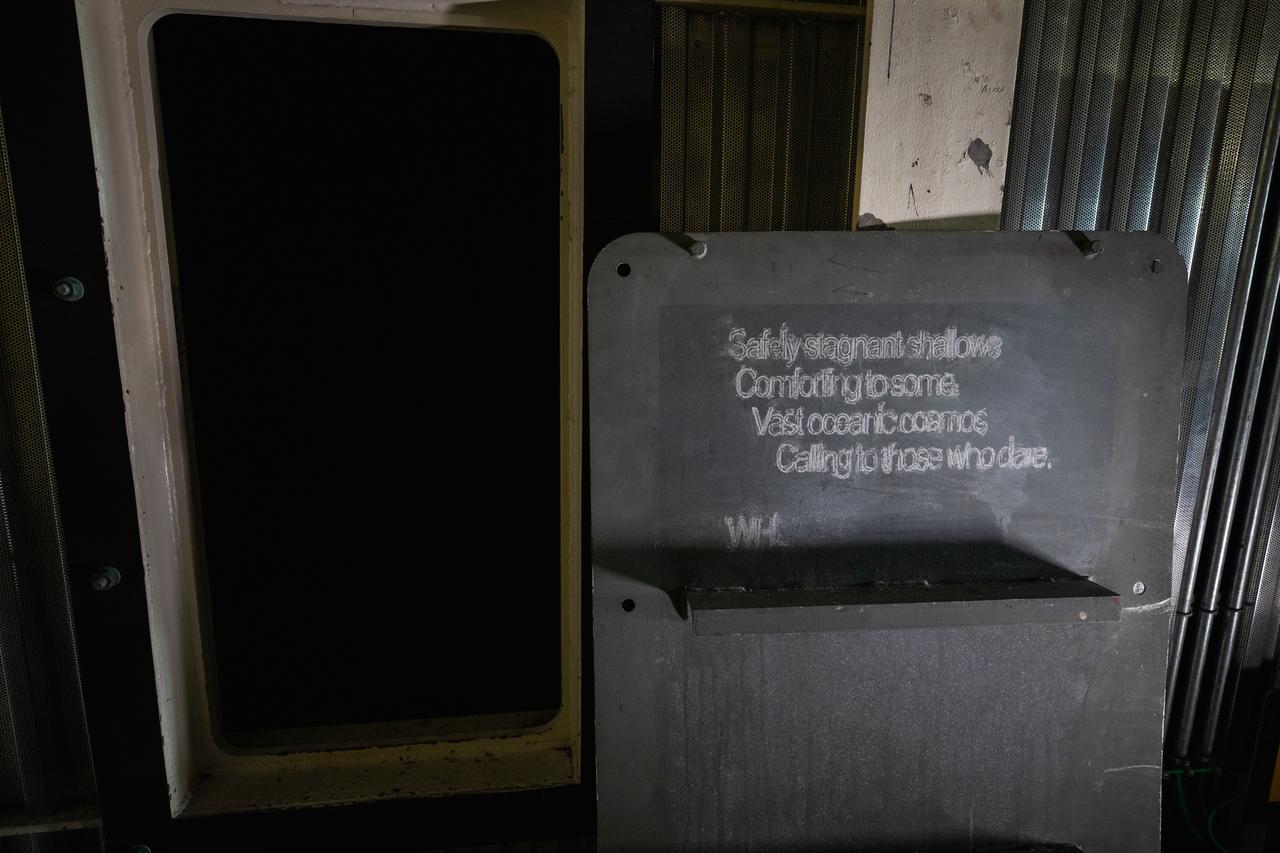 Safely stagnant shallows
Comforting to some.
Vast oceanic cosmos
Calling to those who dare.
WH.